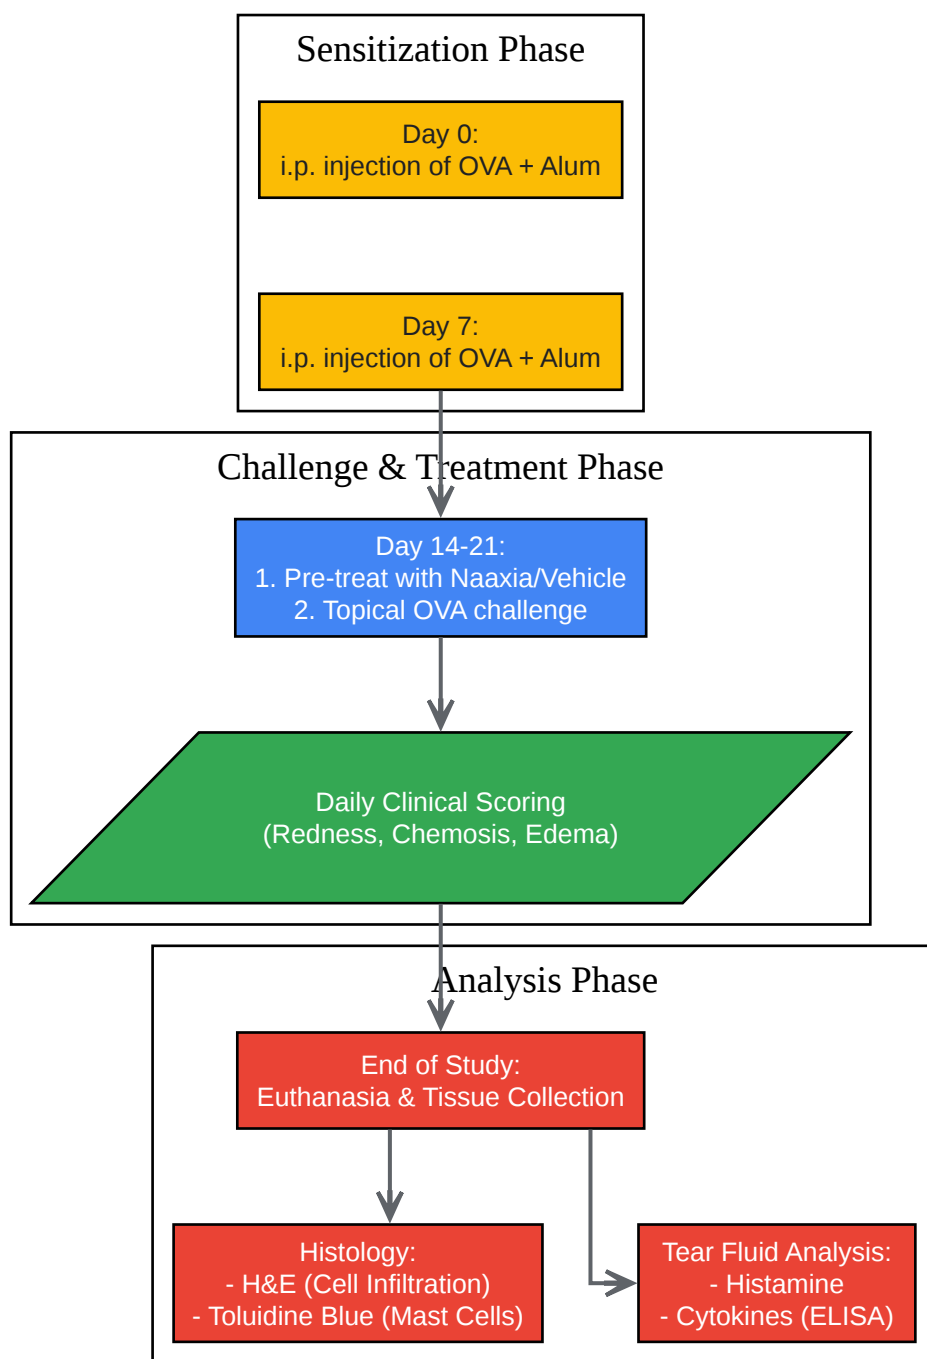 Sensitization Phase
Day 0:
i.p. injection of OVA + Alum
Day 7:
i.p. injection of OVA + Alum
Challenge & Treatment Phase
Day 14-21:
1. Pre-treat with Naaxia/Vehicle
2. Topical OVA challenge
Daily Clinical Scoring
(Redness, Chemosis, Edema)
Analysis Phase
End of Study:
Euthanasia & Tissue Collection
Histology:
- H&E (Cell Infiltration)
- Toluidine Blue (Mast Cells)
Tear Fluid Analysis:
- Histamine
- Cytokines (ELISA)